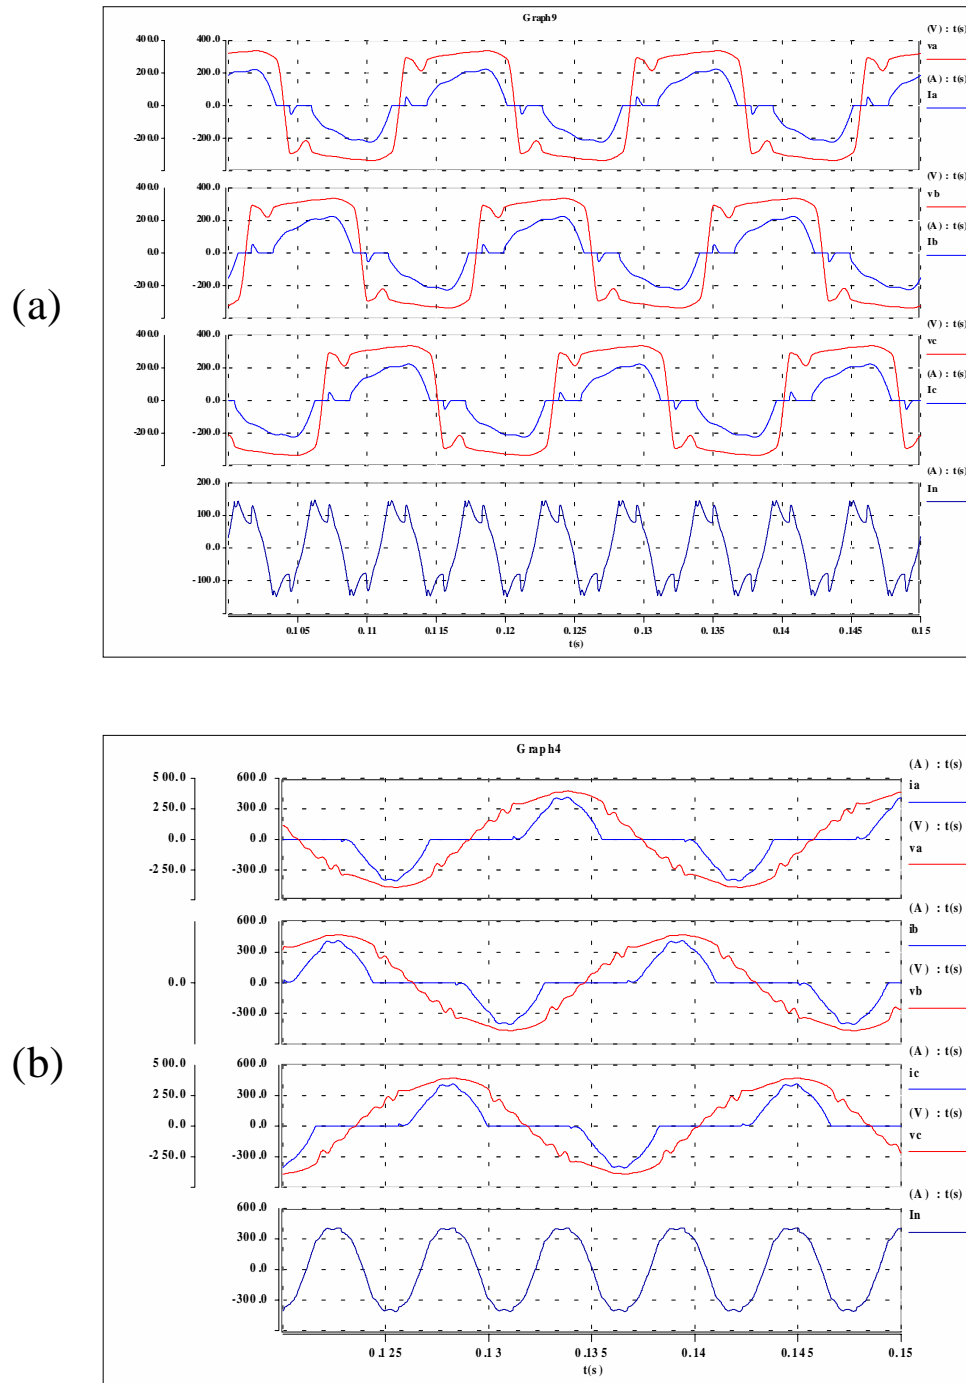 Graph9
(V) : t(s)
va
(A) : t(s)
Ia
400.0 400.0
200.0 200.0
0.0 0.0
-200.0 -200.0
(V) : t(s)
vb
(A) : t(s)
Ib
400.0 400.0
200.0 200.0
0.0 0.0
-200.0 -200.0
(a)
(V) : t(s)
vc
(A) : t(s)
Ic
400.0 400.0
200.0 200.0
0.0 0.0
-200.0 -200.0
(A) : t(s)
In
200.0
100.0
0.0
-100.0
0.105 0.11 0.115 0.12 0.125 0.13 0.135 0.14 0.145 0.15
t(s)
Graph4
(A) : t(s)
ia
(V) : t(s)
va
500.0 600.0
250.0 300.0
0.0 0.0
-250.0 -300.0
(A) : t(s)
ib
(V) : t(s)
vb
600.0
300.0
0.0 0.0
-300.0
(b)
(A) : t(s)
ic
(V) : t(s)
vc
500.0 600.0
250.0 300.0
0.0 0.0
-250.0 -300.0
(A) : t(s)
In
600.0
300.0
0.0
-300.0
0.125 0.13 0.135 0.14 0.145 0.15
t(s)